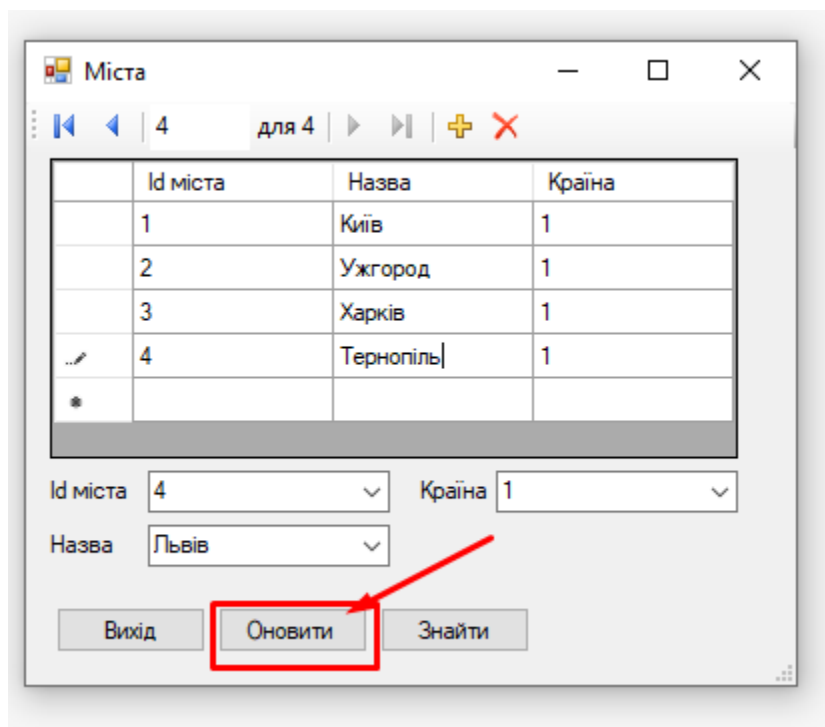 Міста
4 для 4
Id міста Назва Країна
1 Київ 1
2 Ужгород 1
3 Харків 1
4 Тернопіль 1
Id міста 4 Країна 1
Назва Львів
Вихід Оновити Знайти